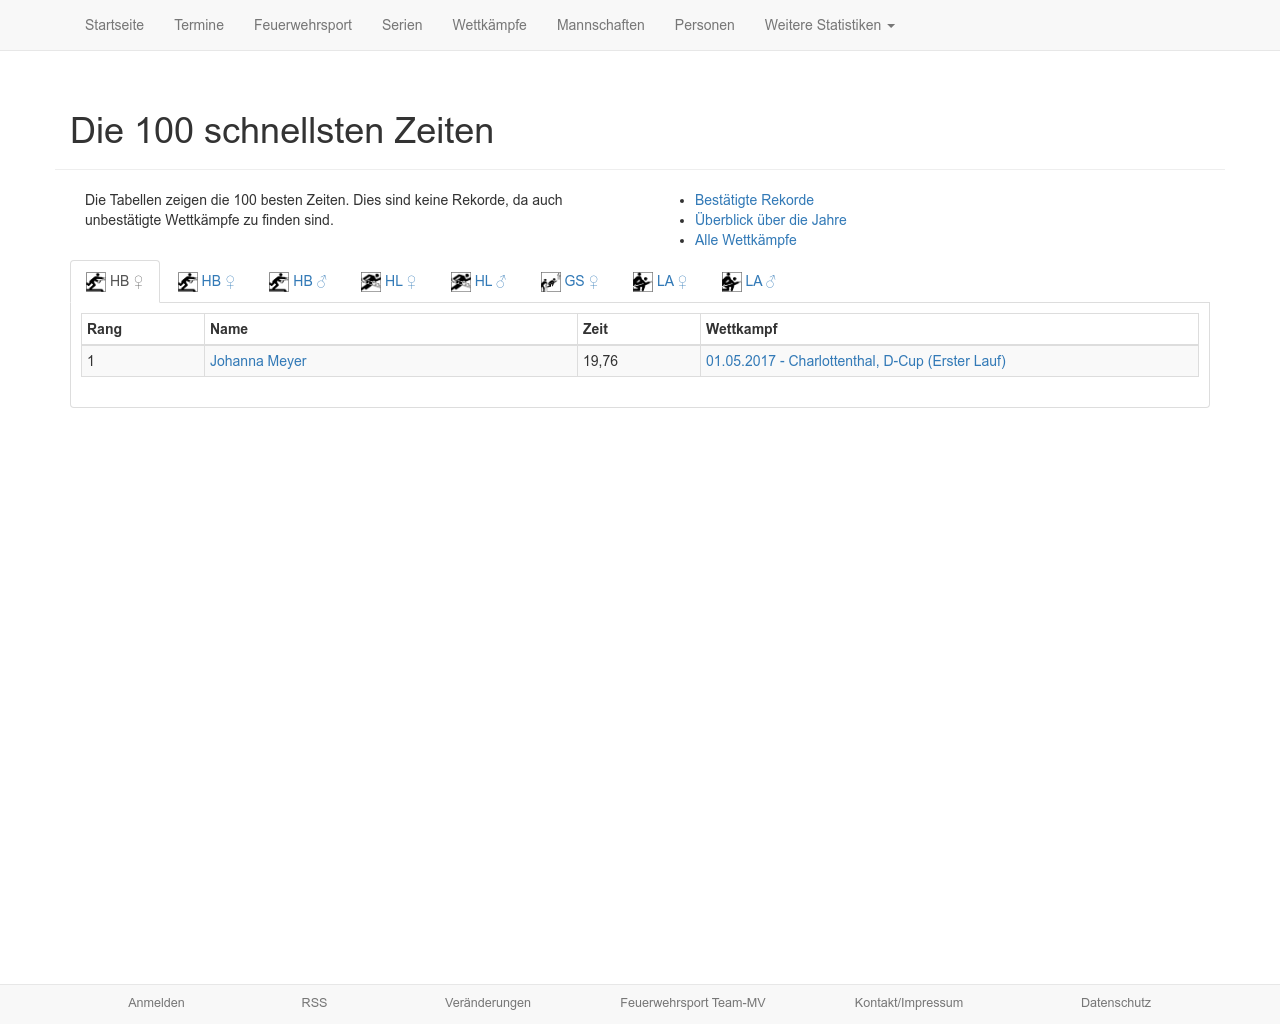 Startseite Termine Feuerwehrsport Serien Wettkämpfe Mannschaften Personen Weitere Statistiken
Die 100 schnellsten Zeiten
Die Tabellen zeigen die 100 besten Zeiten. Dies sind keine Rekorde, da auch
unbestätigte Wettkämpfe zu finden sind.
Bestätigte Rekorde
Überblick über die Jahre
Alle Wettkämpfe
HB ♀ HB ♀ HB ♂ HL ♀ HL ♂ GS ♀ LA ♀ LA ♂
Rang Name Zeit Wettkampf
1 Johanna Meyer 19,76 01.05.2017 - Charlottenthal, D-Cup (Erster Lauf)
Anmelden RSS Veränderungen Feuerwehrsport Team-MV Kontakt/Impressum Datenschutz